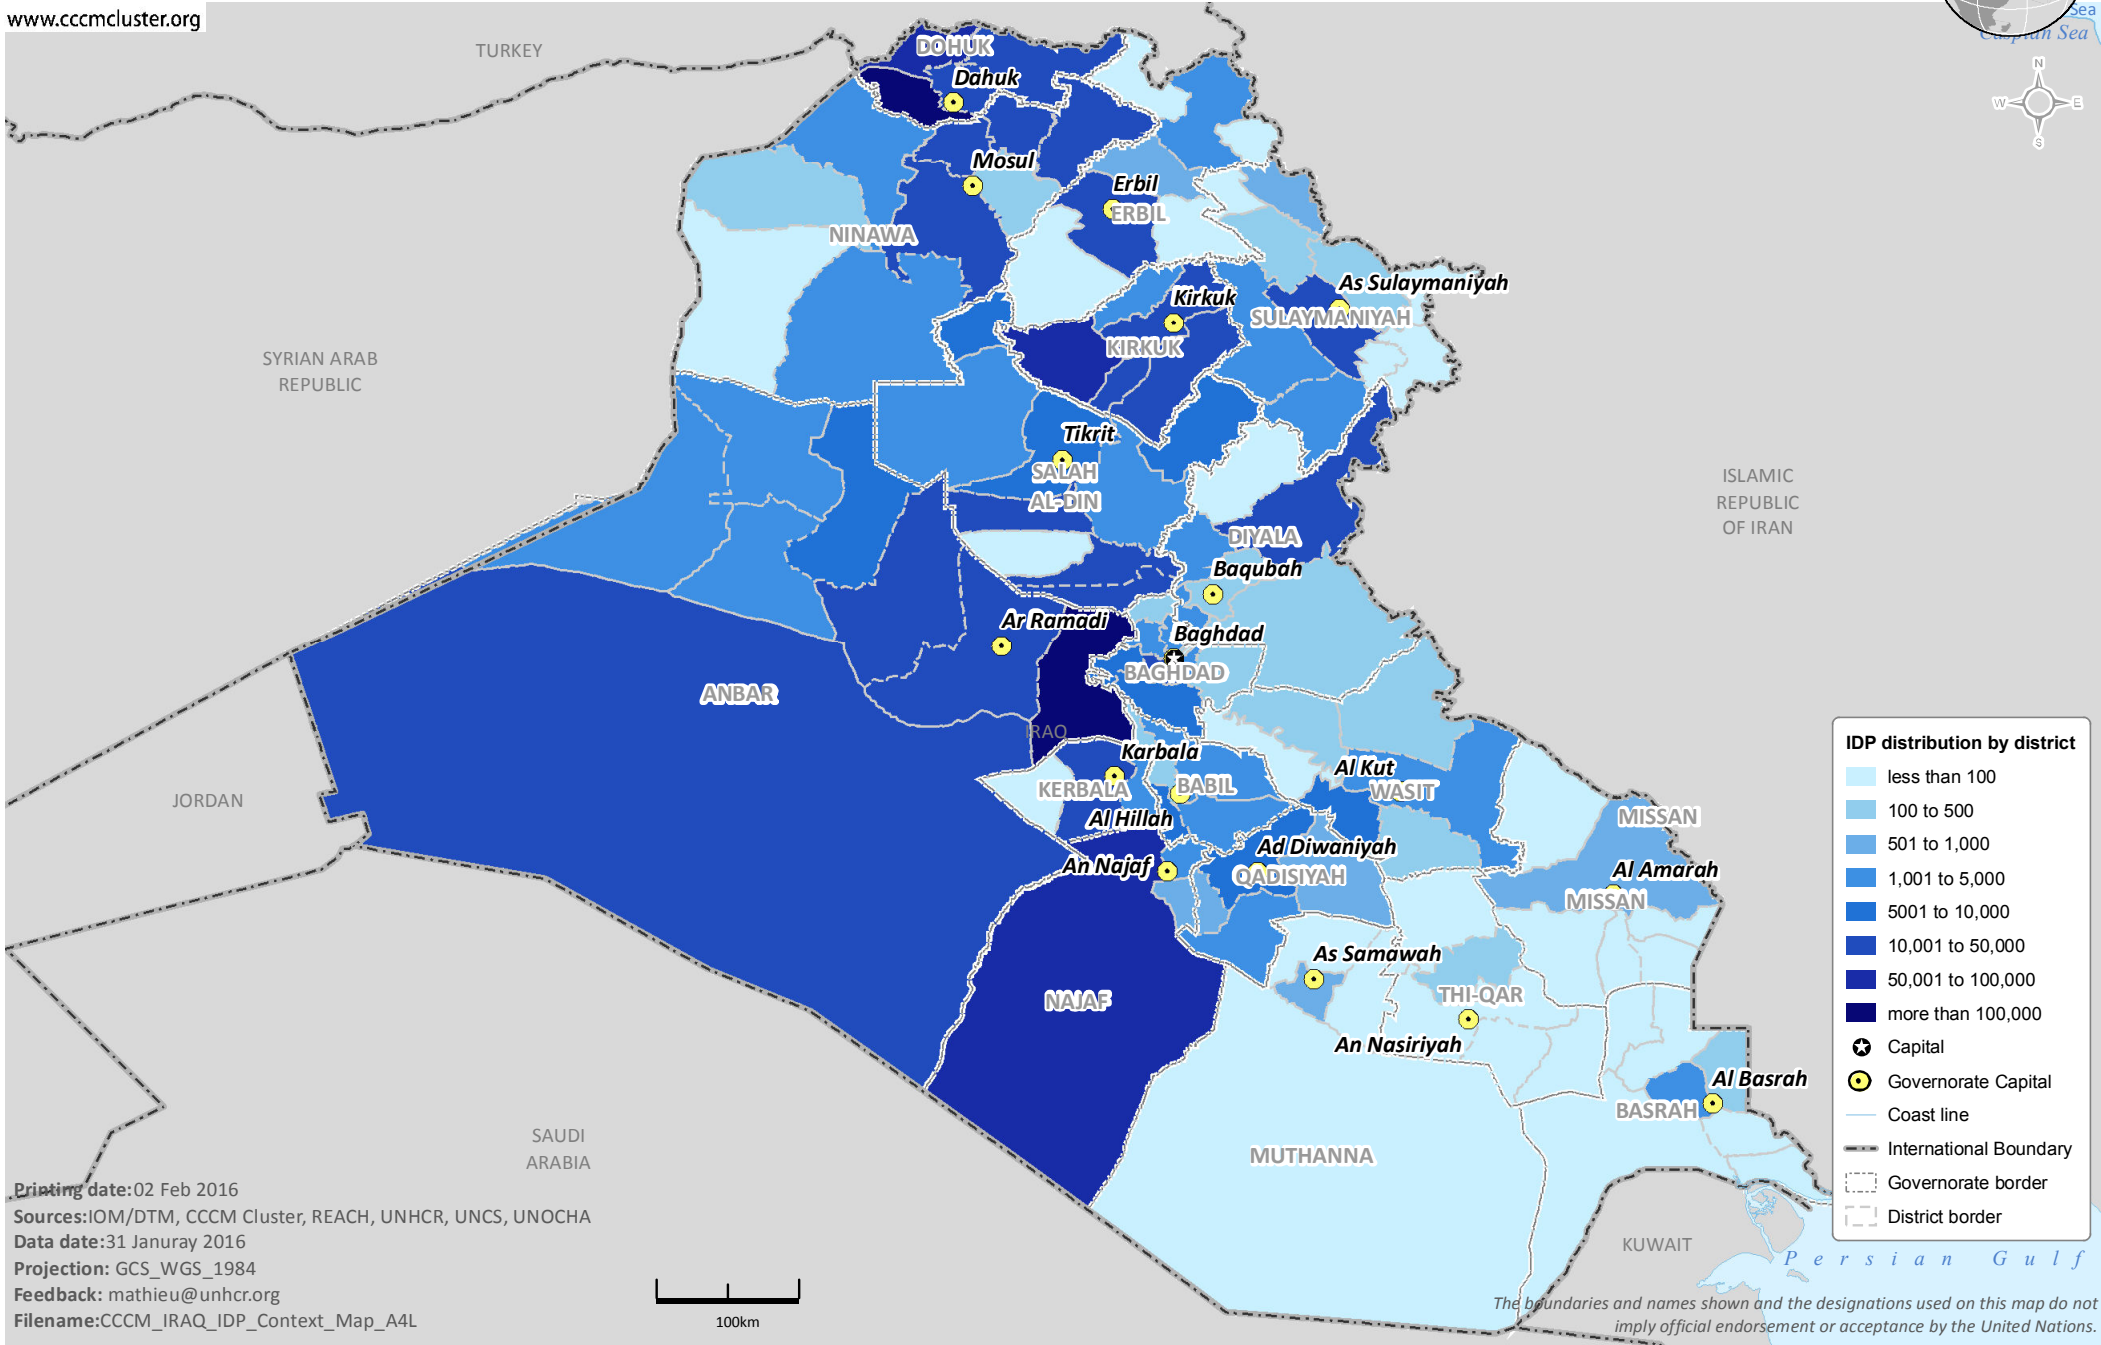 www.cccmcluster.org
Sea
Caspian Sea
N
W
E
S
TURKEY
DOHUK
Dahuk
Mosul
Erbil
ERBIL
NINAWA
As Sulaymaniyah
Kirkuk
SULAYMANIYAH
KIRKUK
SYRIAN ARAB
REPUBLIC
Tikrit
SALAH
AL-DIN
ISLAMIC
REPUBLIC
OF IRAN
DIYALA
Baqubah
Ar Ramadi
Baghdad
BAGHDAD
ANBAR
IRAQ
Karbala
Al Kut
KERBALA
BABIL
WASIT
JORDAN
Al Hillah
MISSAN
Ad Diwaniyah
An Najaf
QADISIYAH
Al Amarah
MISSAN
As Samawah
NAJAF
THI-QAR
An Nasiriyah
Al Basrah
BASRAH
SAUDI
ARABIA
MUTHANNA
KUWAIT
Persian Gulf
IDP distribution by district
less than 100
100 to 500
501 to 1,000
1,001 to 5,000
5001 to 10,000
10,001 to 50,000
50,001 to 100,000
more than 100,000
Capital
Governorate Capital
Coast line
International Boundary
Governorate border
District border
Printing date:02 Feb 2016
Sources:IOM/DTM, CCCM Cluster, REACH, UNHCR, UNCS, UNOCHA
Data date:31 Januray 2016
Projection: GCS_WGS_1984
Feedback: mathieu@unhcr.org
Filename:CCCM_IRAQ_IDP_Context_Map_A4L
100km
The boundaries and names shown and the designations used on this map do not
imply official endorsement or acceptance by the United Nations.